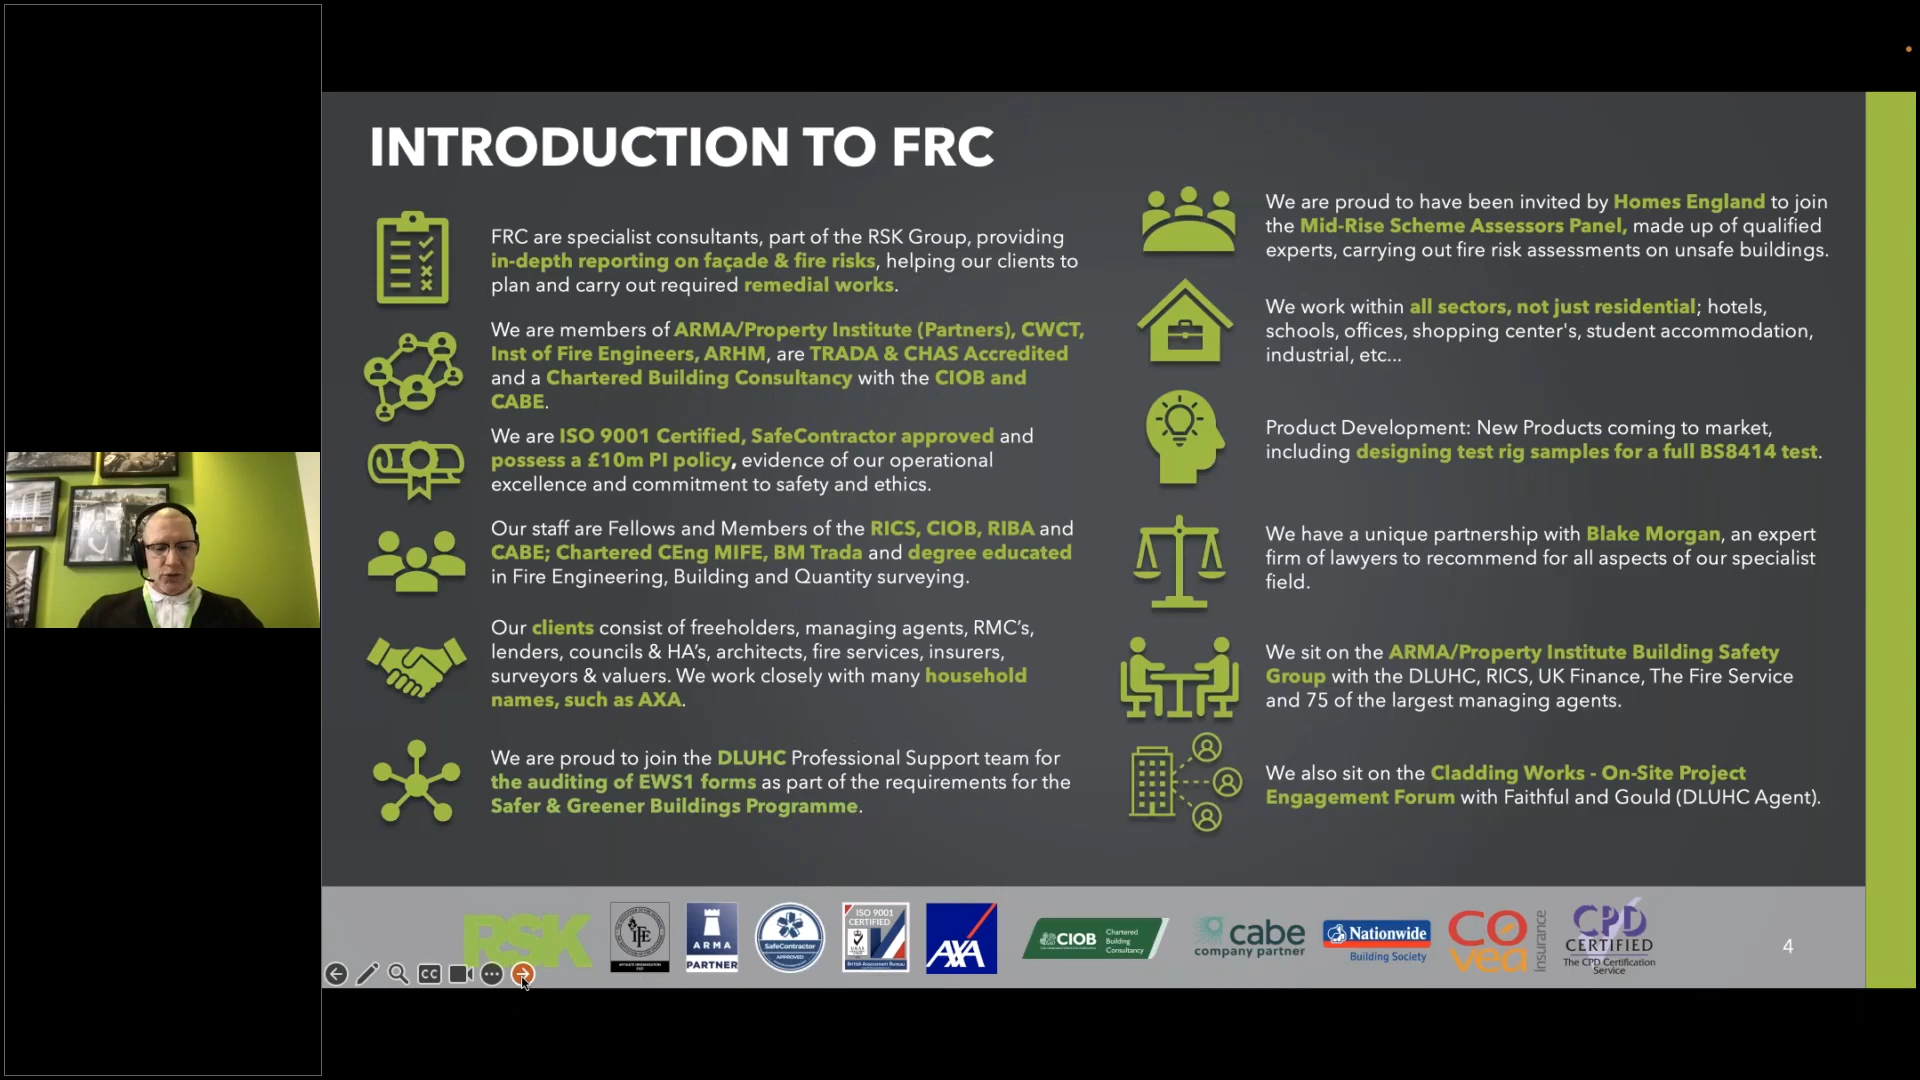 INTRODUCTION TO FRC
FRC are specialist consultants, part of the RSK Group, providing
in-depth reporting on façade & fire risks, helping our clients to
plan and carry out required remedial works.
We are members of ARMA/Property Institute (Partners), CWCT,
Inst of Fire Engineers, ARHM, are TRADA & CHAS Accredited
and a Chartered Building Consultancy with the CIOB and
CABE.
We are ISO 9001 Certified, SafeContractor approved and
possess a £10m PI policy, evidence of our operational
excellence and commitment to safety and ethics.
Our staff are Fellows and Members of the RICS, CIOB, RIBA and
CABE; Chartered CEng MIFE, BM Trada and degree educated
in Fire Engineering, Building and Quantity surveying.
Our clients consist of freeholders, managing agents, RMC's,
lenders, councils & HA's, architects, fire services, insurers,
surveyors & valuers. We work closely with many household
names, such as AXA.
We are proud to join the DLUHC Professional Support team for
the auditing of EWS1 forms as part of the requirements for the
Safer & Greener Buildings Programme.
We are proud to have been invited by Homes England to join
the Mid-Rise Scheme Assessors Panel, made up of qualified
experts, carrying out fire risk assessments on unsafe buildings.
We work within all sectors, not just residential; hotels,
schools, offices, shopping center's, student accommodation,
industrial, etc...
Product Development: New Products coming to market,
including designing test rig samples for a full BS8414 test.
We have a unique partnership with Blake Morgan, an expert
firm of lawyers to recommend for all aspects of our specialist
field.
We sit on the ARMA/Property Institute Building Safety
Group with the DLUHC, RICS, UK Finance, The Fire Service
and 75 of the largest managing agents.
We also sit on the Cladding Works - On-Site Project
Engagement Forum with Faithful and Gould (DLUHC Agent).
RSK
IFE
ARMA
PARTNER
SafeContractor
APPROVED
ISO 9001
CERTIFIED
British Assessment Bureau
AXA
CIOB
Chartered
Building
Consultancy
cabe
company partner
Nationwide
Building Society
covea
Insurance
CPD
CERTIFIED
The CPD Certification
Service
4
CC